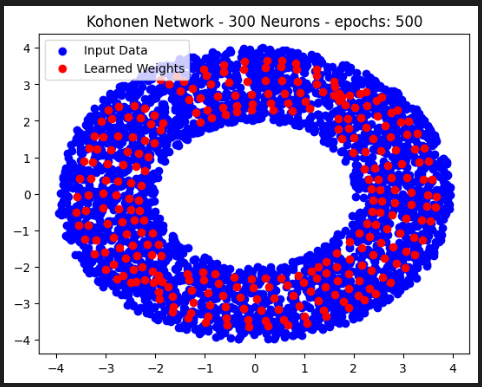 Kohonen Network - 300 Neurons - epochs: 500
Input Data
Learned Weights
4
3
2
1
0
−1
−2
−3
−4
−4 −3 −2 −1 0 1 2 3 4